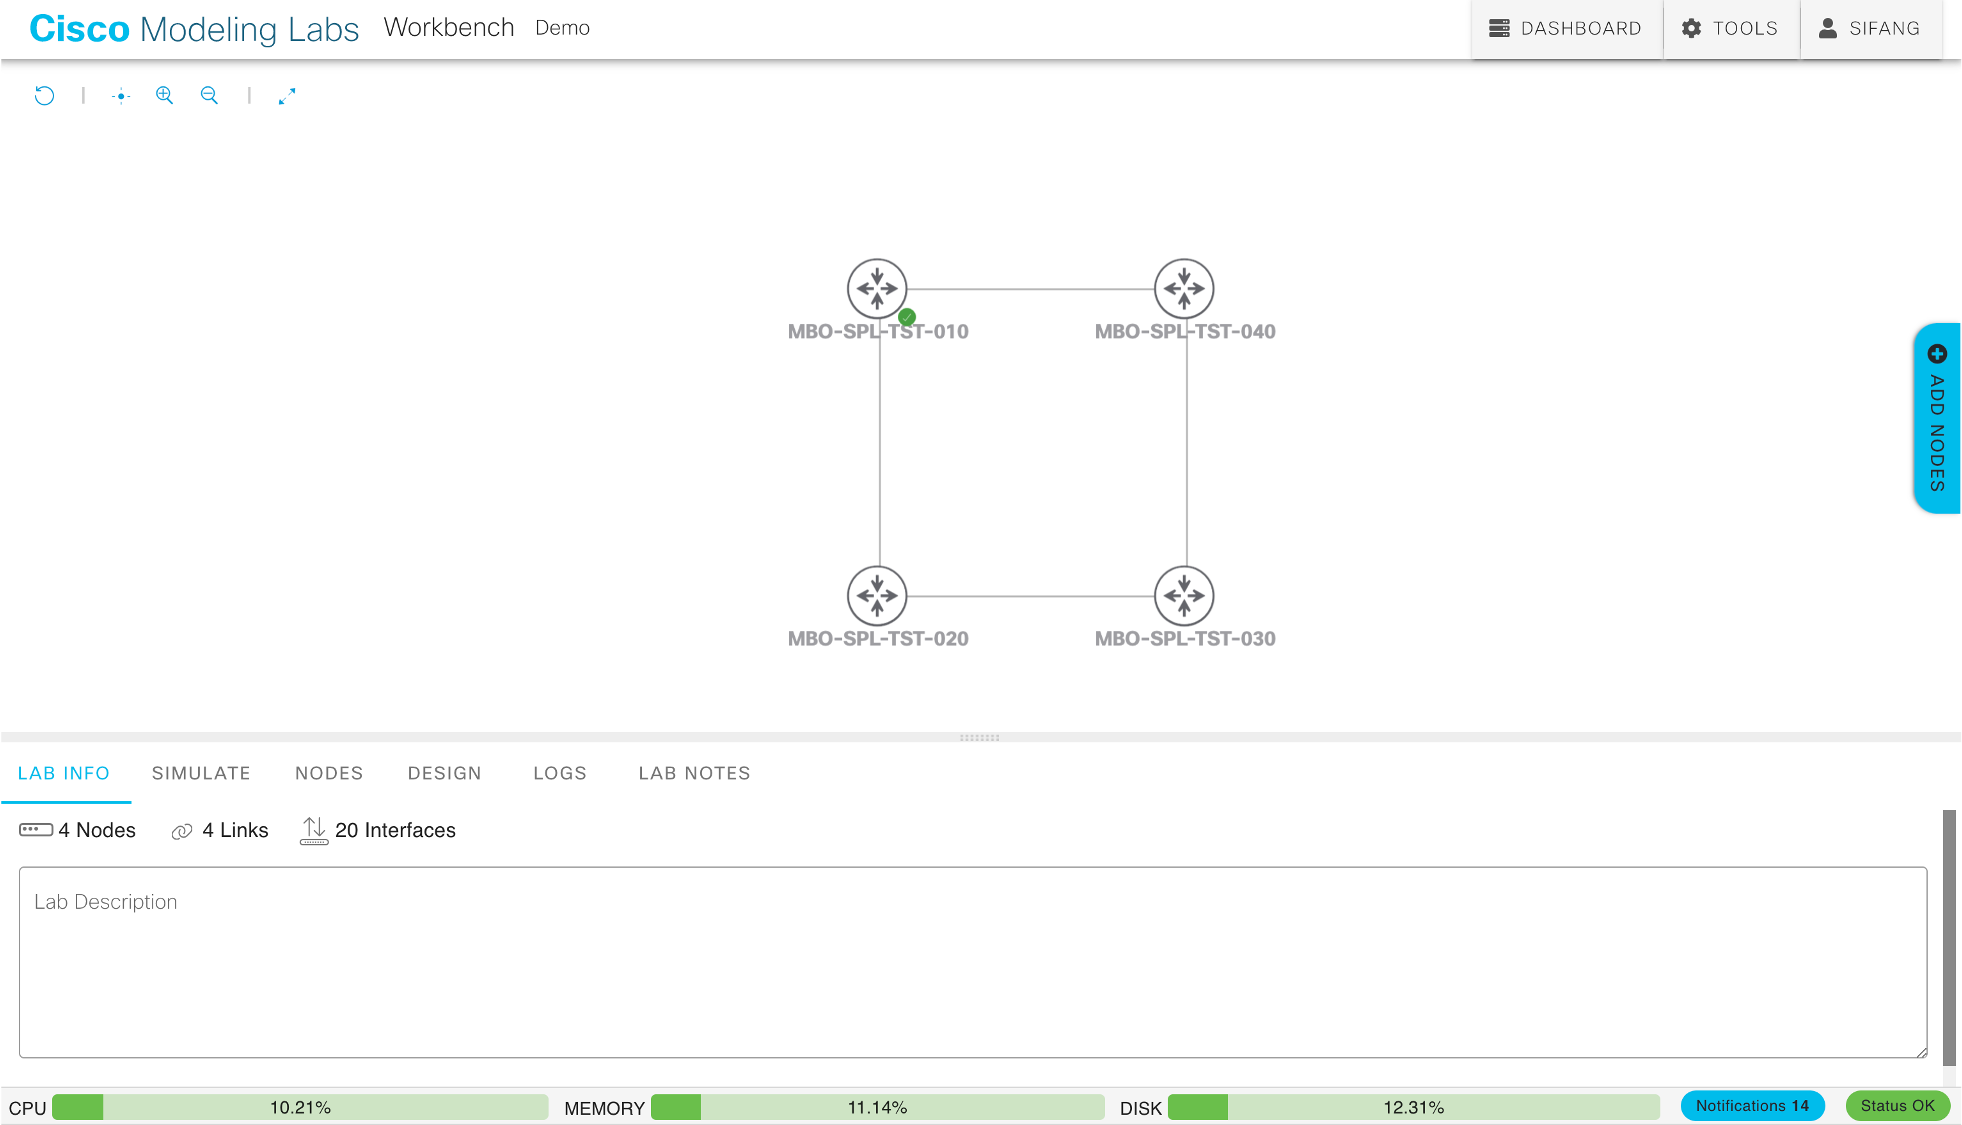 Cisco Modeling Labs Workbench Demo DASHBOARD TOOLS SIFANG
MBO-SPL-TST-010 MBO-SPL-TST-040
ADD NODES
MBO-SPL-TST-020 MBO-SPL-TST-030
LAB INFO SIMULATE NODES DESIGN LOGS LAB NOTES
4 Nodes 4 Links 20 Interfaces
Lab Description
CPU 10.21% MEMORY 11.14% DISK 12.31% Notifications 14 Status OK